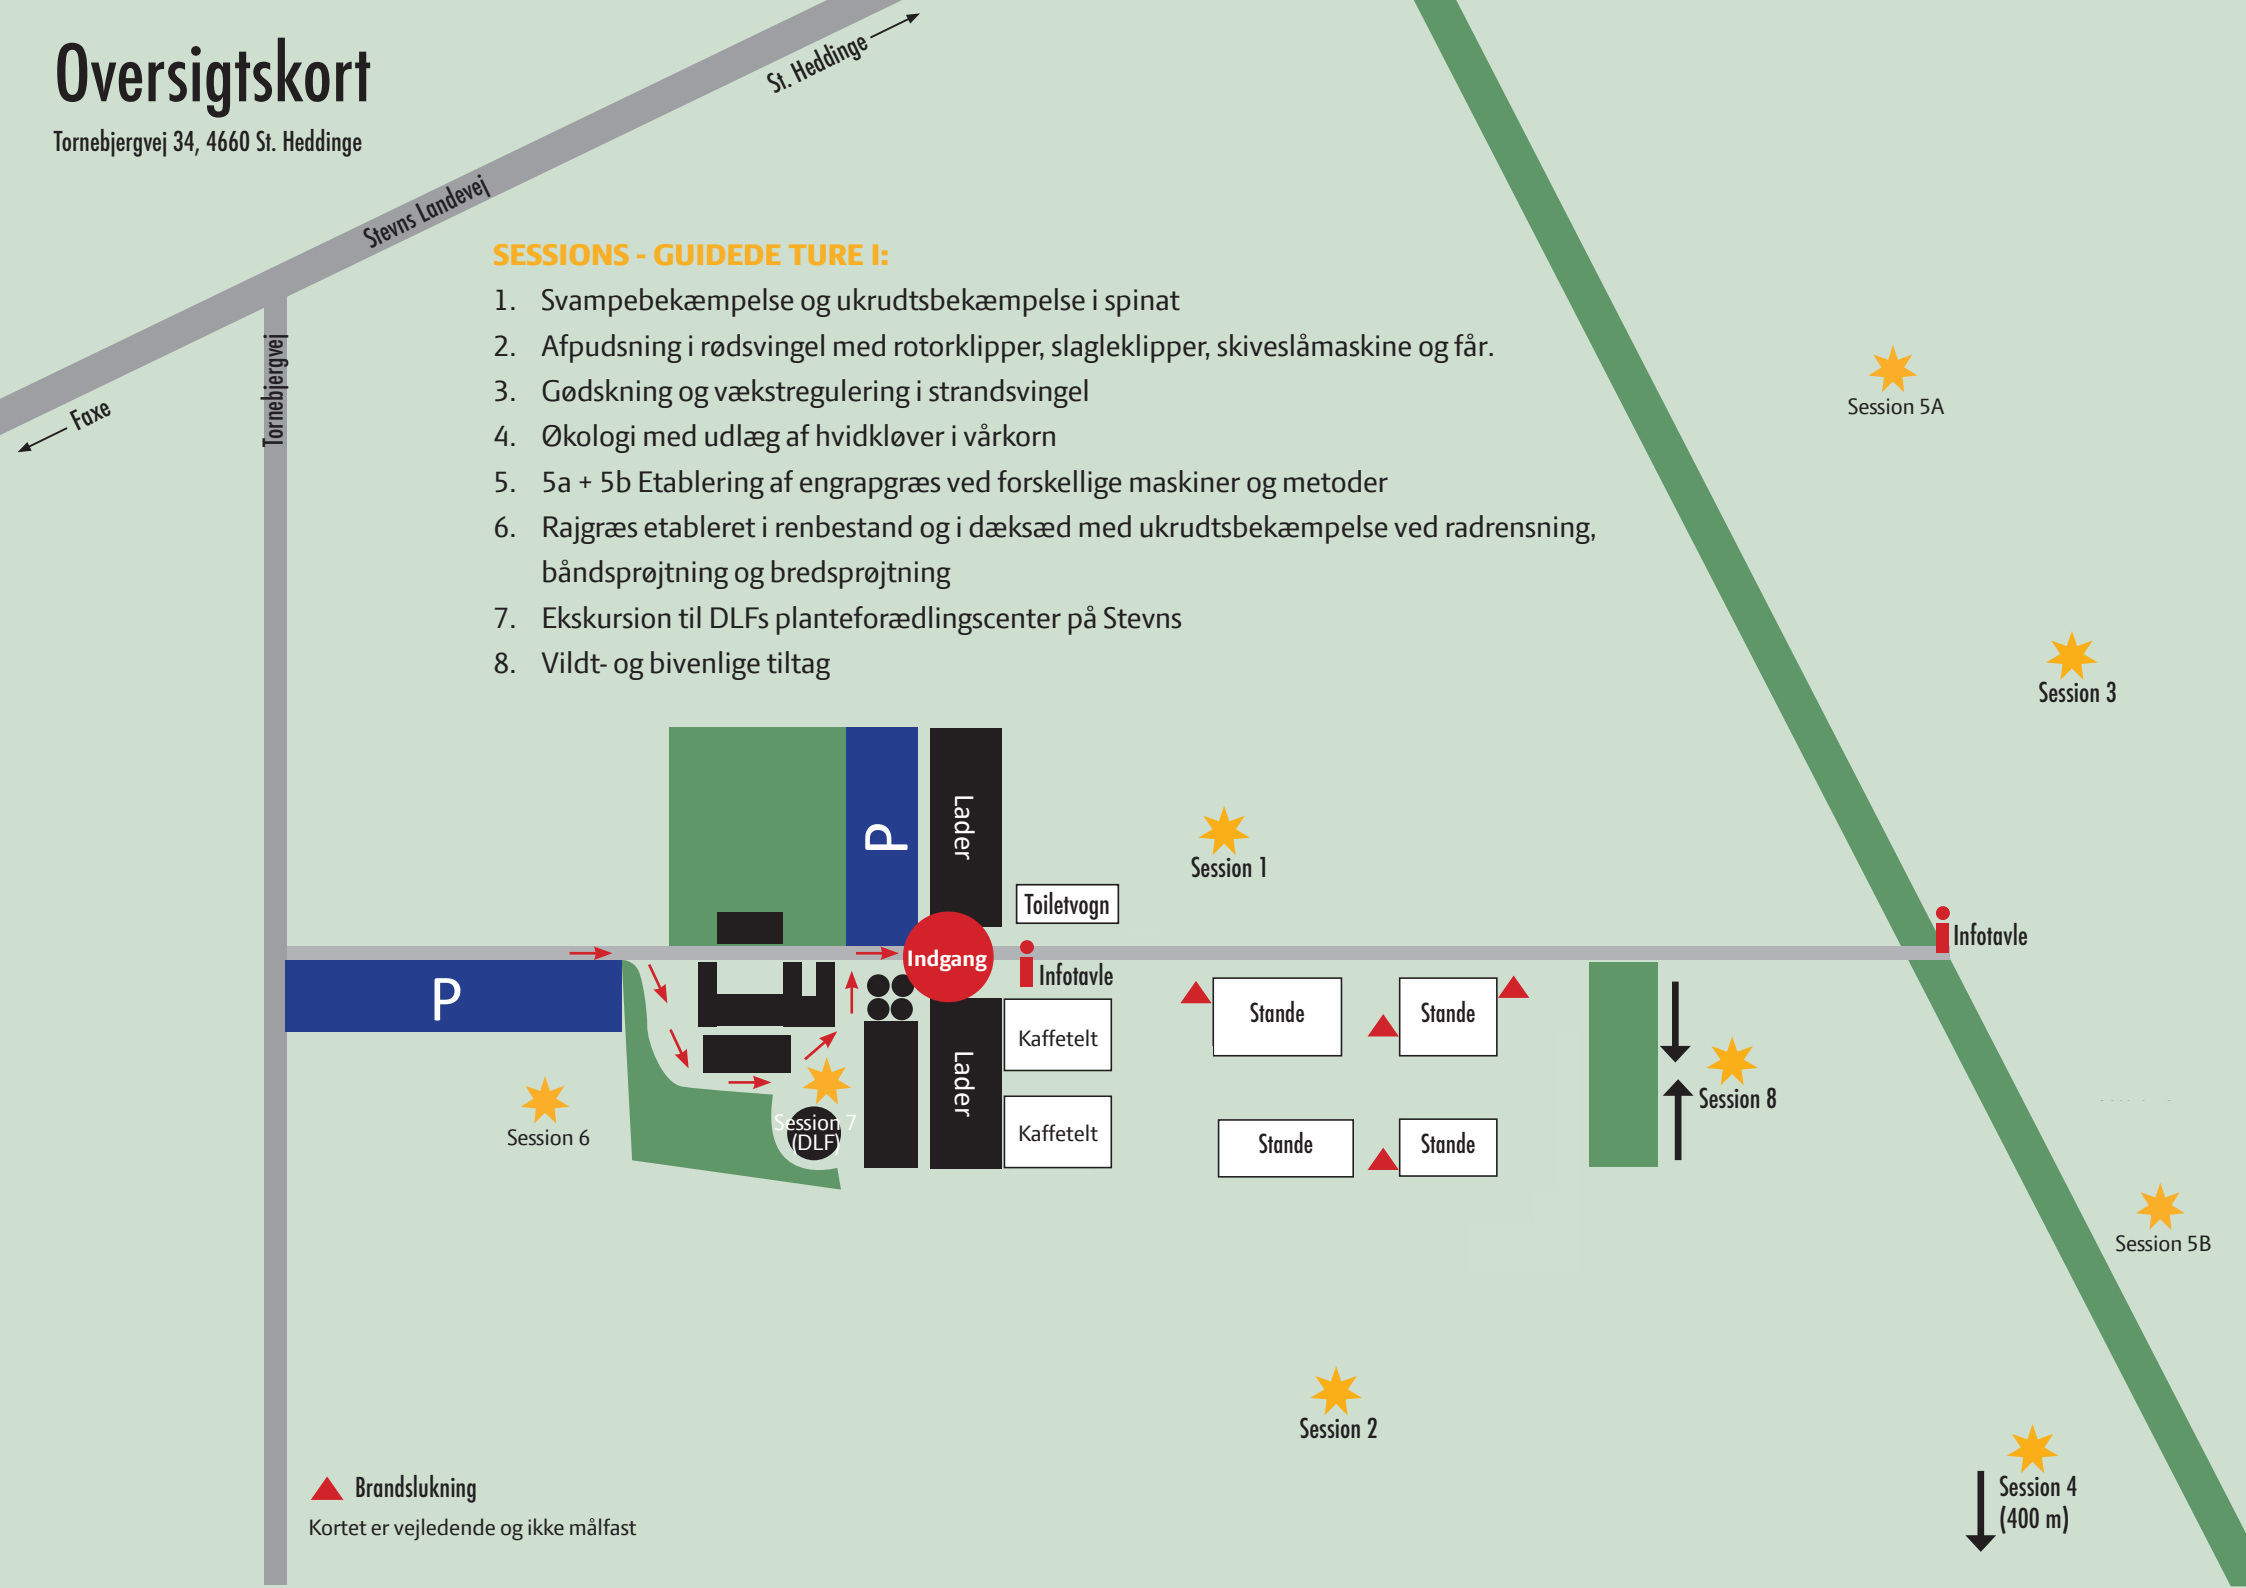 Oversigtskort
Tornebjergvej 34, 4660 St. Heddinge
St. Heddinge
Stevns Landevej
Faxe
Tornebjergvej
SESSIONS - GUIDEDE TURE I:
1. Svampebekæmpelse og ukrudtsbekæmpelse i spinat
2. Afpudsning i rødsvingel med rotorklipper, slagleklipper, skiveslåmaskine og får.
3. Gødskning og vækstregulering i strandsvingel
4. Økologi med udlæg af hvidkløver i vårkorn
5. 5a + 5b Etablering af engrapgræs ved forskellige maskiner og metoder
6. Rajgræs etableret i renbestand og i dæksæd med ukrudtsbekæmpelse ved radrensning,
båndsprøjtning og bredsprøjtning
7. Ekskursion til DLFs planteforædlingscenter på Stevns
8. Vildt- og bivenlige tiltag
Session 5A
Session 3
P
Lader
Session 1
Toiletvogn
Indgang
Infotavle
Infotavle
P
Stande
Stande
Kaffetelt
Lader
Session 8
Session 6
Session 7
(DLF)
Kaffetelt
Stande
Stande
Session 5B
Session 2
Session 4
(400 m)
Brandslukning
Kortet er vejledende og ikke målfast